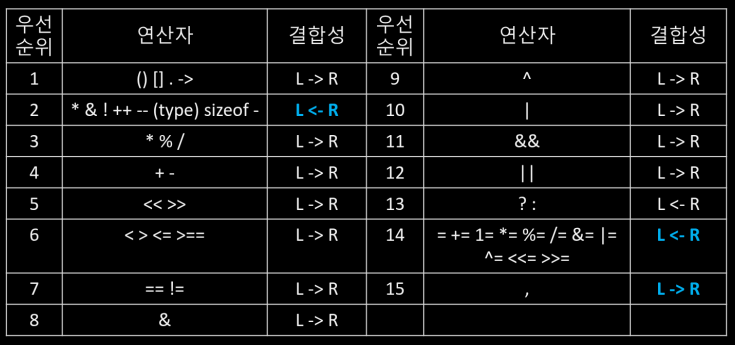 우선 순위 연산자 결합성 우선 순위 연산자 결합성
1 () [] . -> L -> R 9 ^ L -> R
2 * & ! ++ -- (type) sizeof - L <- R 10 | L -> R
3 * % / L -> R 11 && L -> R
4 + - L -> R 12 || L -> R
5 << >> L -> R 13 ? : L <- R
6 < > <= >== L -> R 14 = += 1= *= %= /= &= |=
^= <<= >>= L <- R
7 == != L -> R 15 , L -> R
8 & L -> R